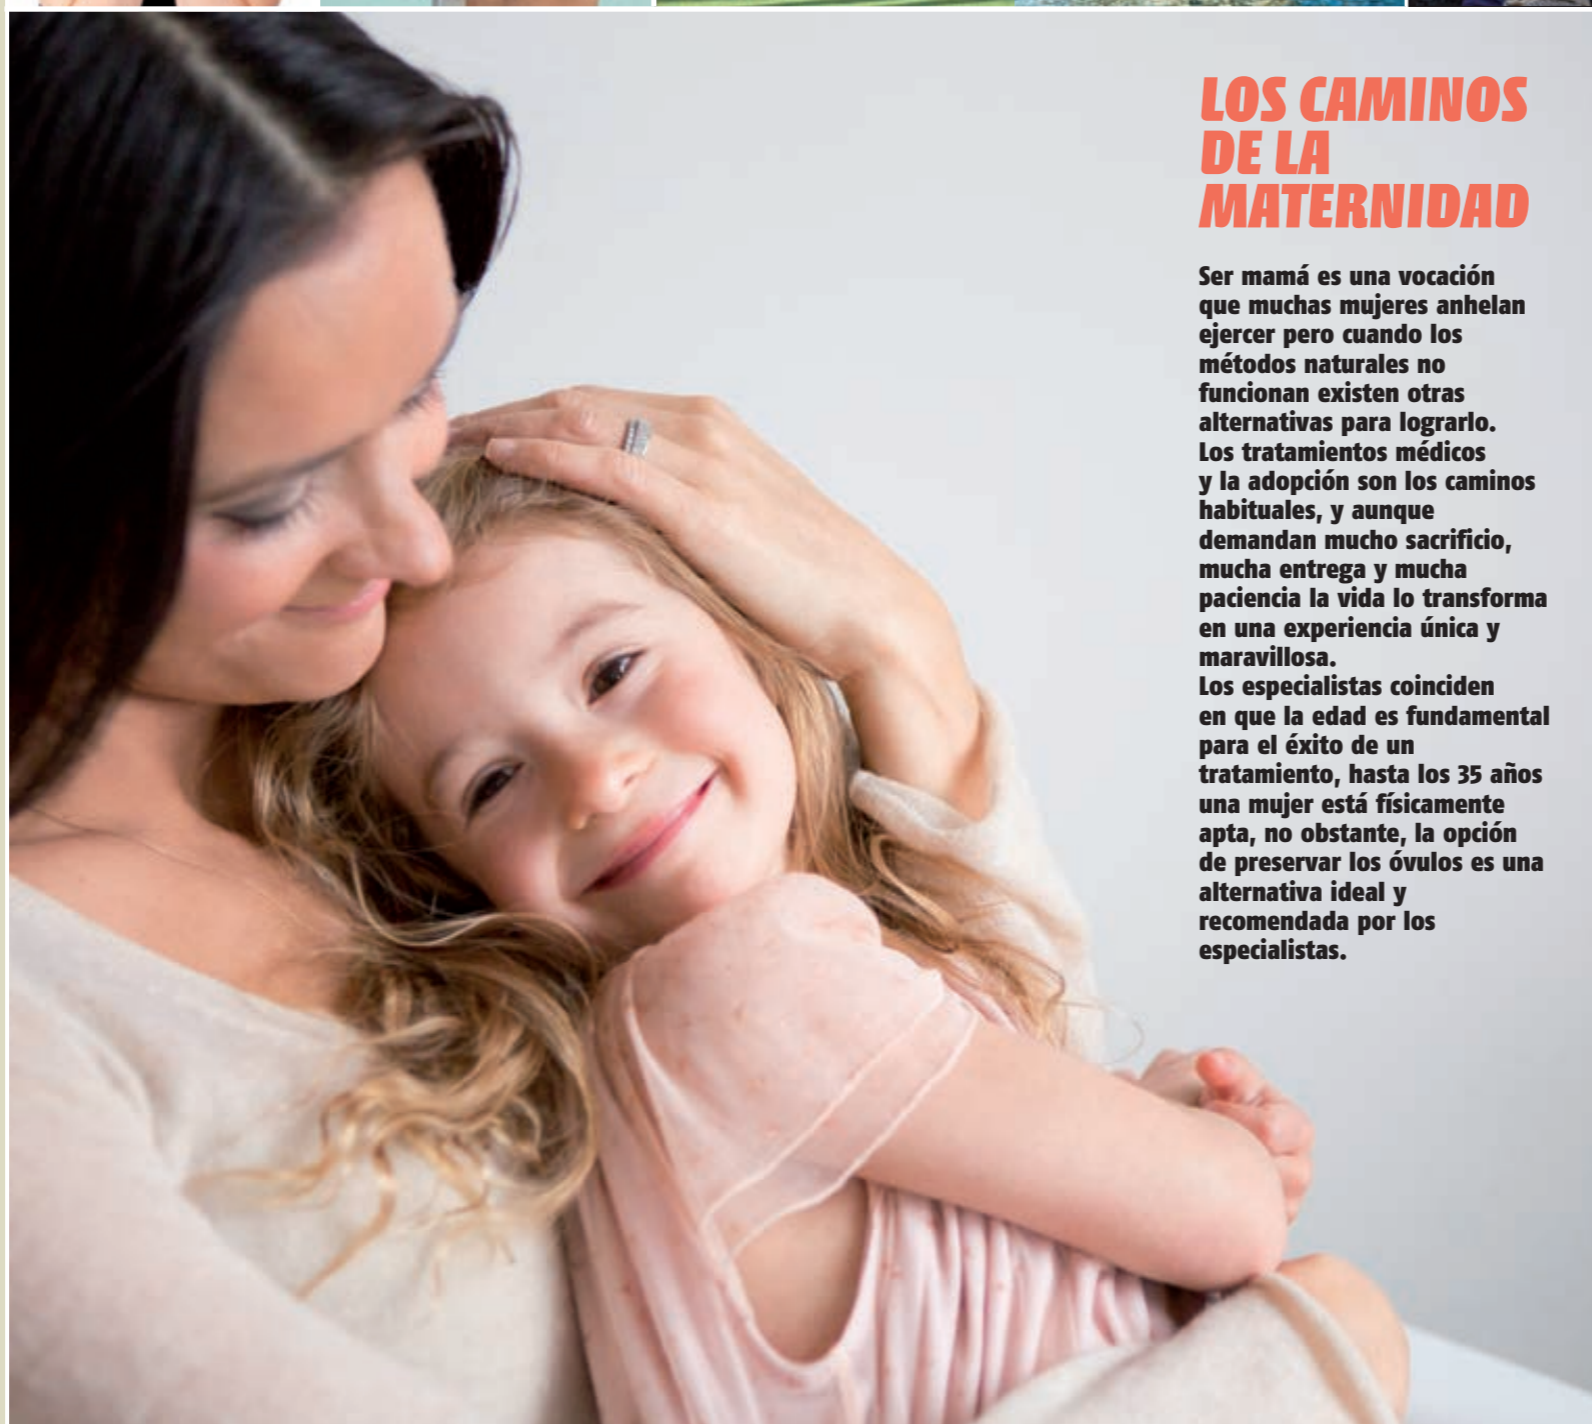 LOS CAMINOS
DE LA
MATERNIDAD
Ser mamá es una vocación
que muchas mujeres anhelan
ejercer pero cuando los
métodos naturales no
funcionan existen otras
alternativas para lograrlo.
Los tratamientos médicos
y la adopción son los caminos
habituales, y aunque
demandan mucho sacrificio,
mucha entrega y mucha
paciencia la vida lo transforma
en una experiencia única y
maravillosa.
Los especialistas coinciden
en que la edad es fundamental
para el éxito de un
tratamiento, hasta los 35 años
una mujer está físicamente
apta, no obstante, la opción
de preservar los óvulos es una
alternativa ideal y
recomendada por los
especialistas.